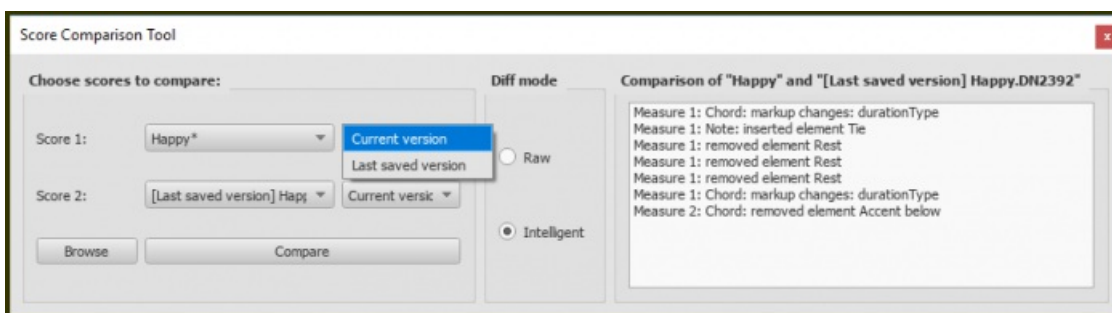 Score Comparison Tool
x
Choose scores to compare:
Score 1:
Happy*
Current version
Last saved version
Score 2:
[Last saved version] Happ
Current versic
Browse
Compare
Diff mode
Raw
Intelligent
Comparison of "Happy" and "[Last saved version] Happy.DN2392"
Measure 1: Chord: markup changes: durationType
Measure 1: Note: inserted element Tie
Measure 1: removed element Rest
Measure 1: removed element Rest
Measure 1: removed element Rest
Measure 1: Chord: markup changes: durationType
Measure 2: Chord: removed element Accent below